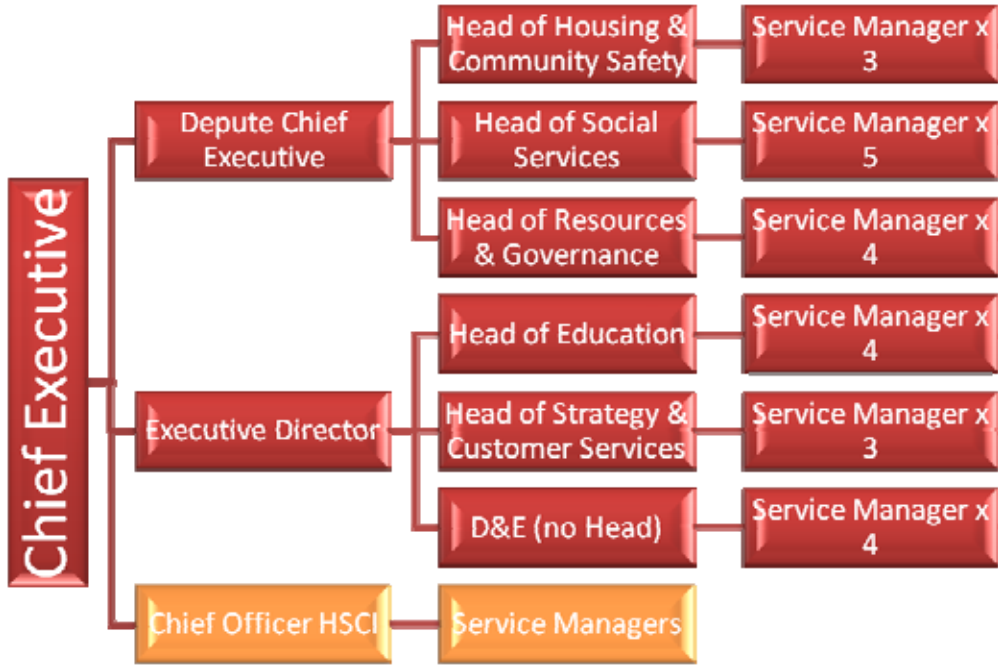 Chief Executive
Depute Chief
Executive
Head of Housing &
Community Safety
Service Manager x
3
Head of Social
Services
Service Manager x
5
Head of Resources
& Governance
Service Manager x
4
Executive Director
Head of Education
Service Manager x
4
Head of Strategy &
Customer Services
Service Manager x
3
D&E (no Head)
Service Manager x
4
Chief Officer HSCI
Service Managers